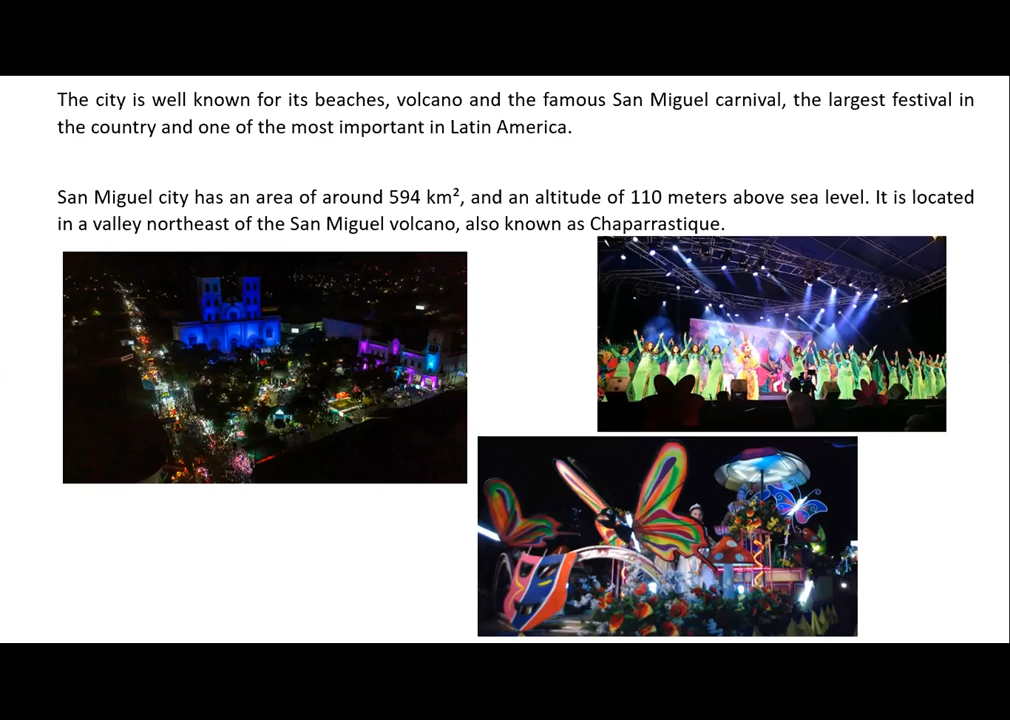 The city is well known for its beaches, volcano and the famous San Miguel carnival, the largest festival in
the country and one of the most important in Latin America.
San Miguel city has an area of around 594 km², and an altitude of 110 meters above sea level. It is located
in a valley northeast of the San Miguel volcano, also known as Chaparrastique.